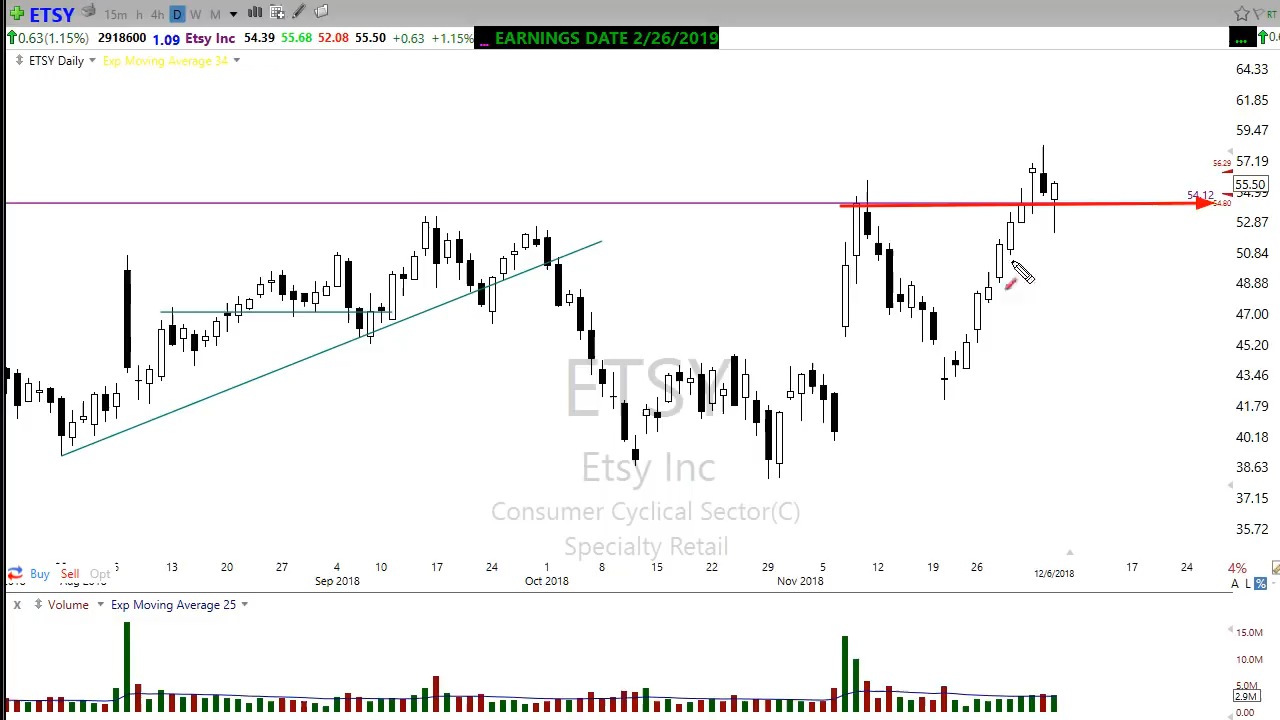 ETSY 15m h 4h D W M RT
0.63(1.15%) 2918600 1.09 Etsy Inc 54.39 55.68 52.08 55.50 +0.63 +1.15% ... EARNINGS DATE 2/26/2019 ...
ETSY Daily Exp Moving Average 34
64.33
61.85
59.47
57.19
56.29
55.50
54.12
54.80
52.87
50.84
48.88
47.00
45.20
43.46
41.79
40.18
38.63
37.15
35.72
ETSY
Etsy Inc
Consumer Cyclical Sector(C)
Specialty Retail
13 20 27 4 10 17 24 1 8 15 22 29 5 12 19 26 17 24 4%
Buy Sell Opt
Sep 2018 Oct 2018 Nov 2018 12/6/2018
A L %
x Volume Exp Moving Average 25
15.0M
10.0M
5.0M
2.9M
0.00